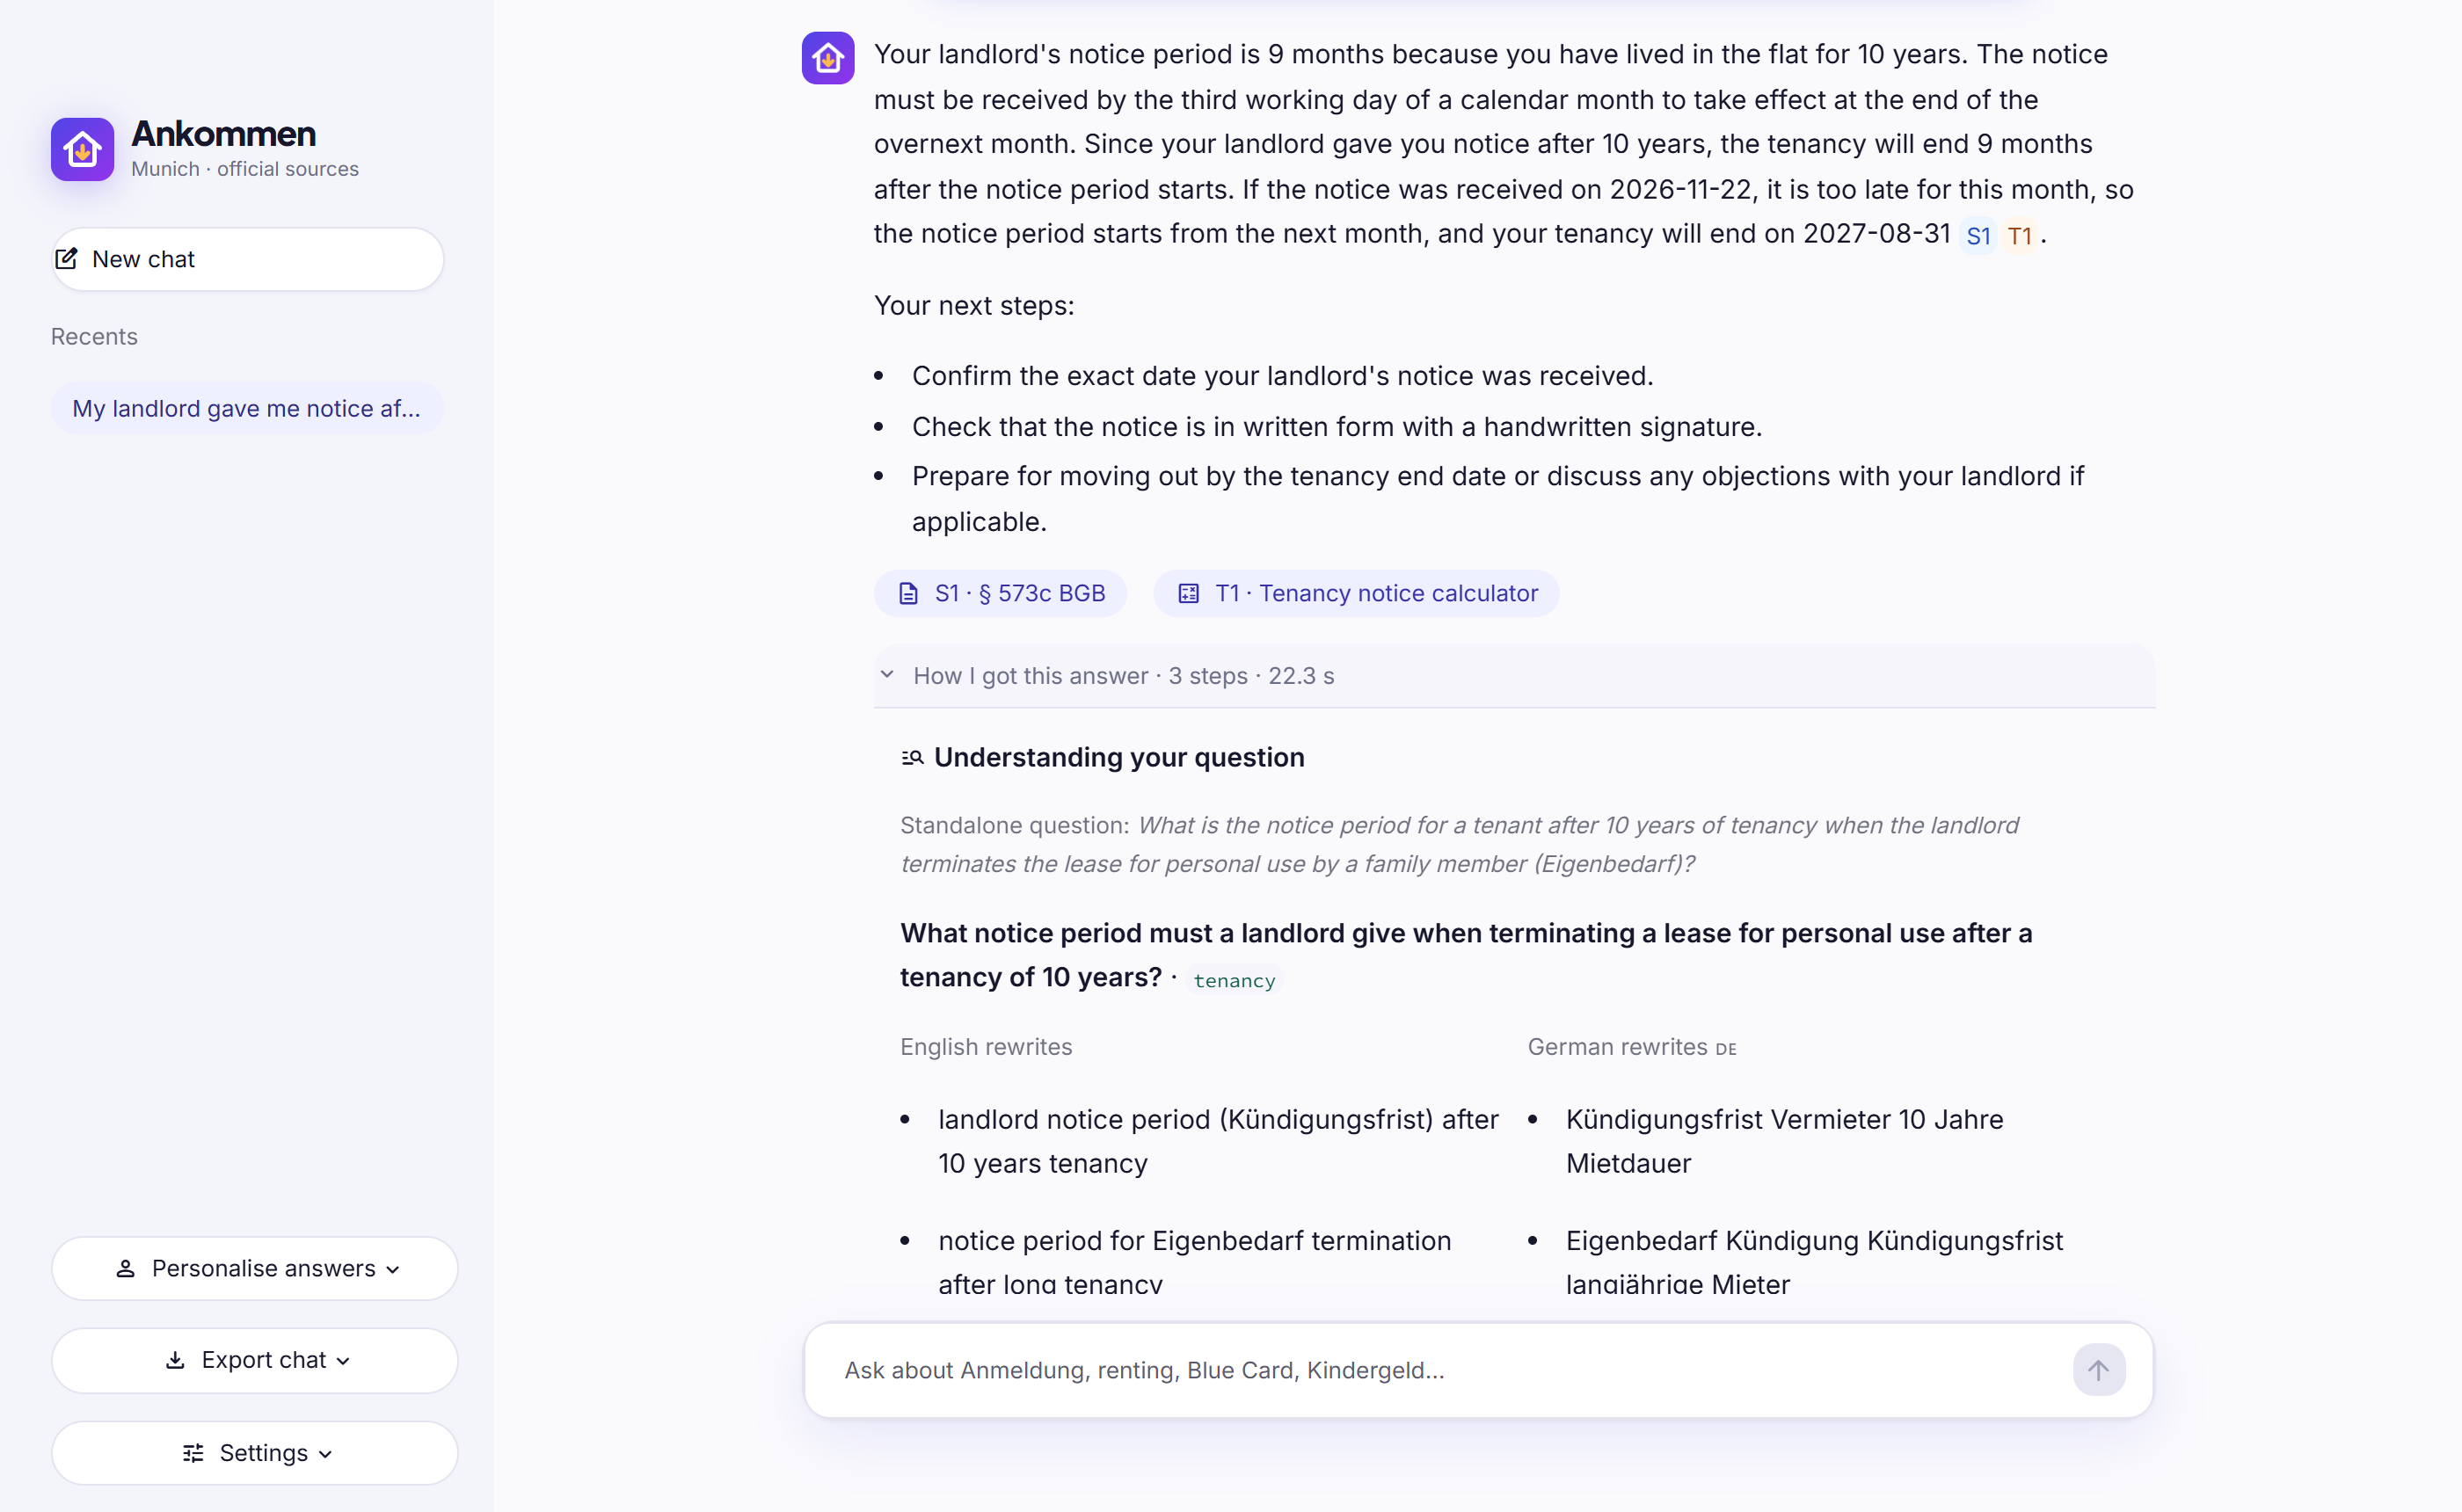 Ankommen
Munich · official sources
New chat
Recents
My landlord gave me notice af...
Personalise answers
Export chat
Settings
Your landlord's notice period is 9 months because you have lived in the flat for 10 years. The notice
must be received by the third working day of a calendar month to take effect at the end of the
overnext month. Since your landlord gave you notice after 10 years, the tenancy will end 9 months
after the notice period starts. If the notice was received on 2026-11-22, it is too late for this month, so
the notice period starts from the next month, and your tenancy will end on 2027-08-31 S1 T1 .
Your next steps:
• Confirm the exact date your landlord's notice was received.
• Check that the notice is in written form with a handwritten signature.
• Prepare for moving out by the tenancy end date or discuss any objections with your landlord if
applicable.
S1 · § 573c BGB
T1 · Tenancy notice calculator
How I got this answer · 3 steps · 22.3 s
Understanding your question
Standalone question: What is the notice period for a tenant after 10 years of tenancy when the landlord
terminates the lease for personal use by a family member (Eigenbedarf)?
What notice period must a landlord give when terminating a lease for personal use after a
tenancy of 10 years? · tenancy
English rewrites
• landlord notice period (Kündigungsfrist) after
10 years tenancy
• notice period for Eigenbedarf termination
after long tenancy
German rewrites DE
• Kündigungsfrist Vermieter 10 Jahre
Mietdauer
• Eigenbedarf Kündigung Kündigungsfrist
langjährige Mieter
Ask about Anmeldung, renting, Blue Card, Kindergeld...